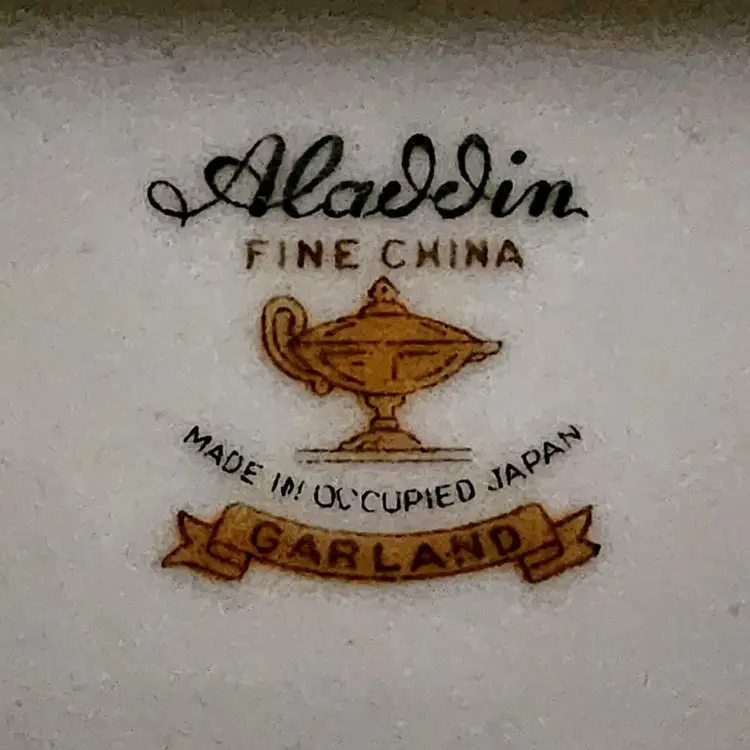 Aladdin
FINE CHINA
MADE IN OCCUPIED JAPAN
GARLAND